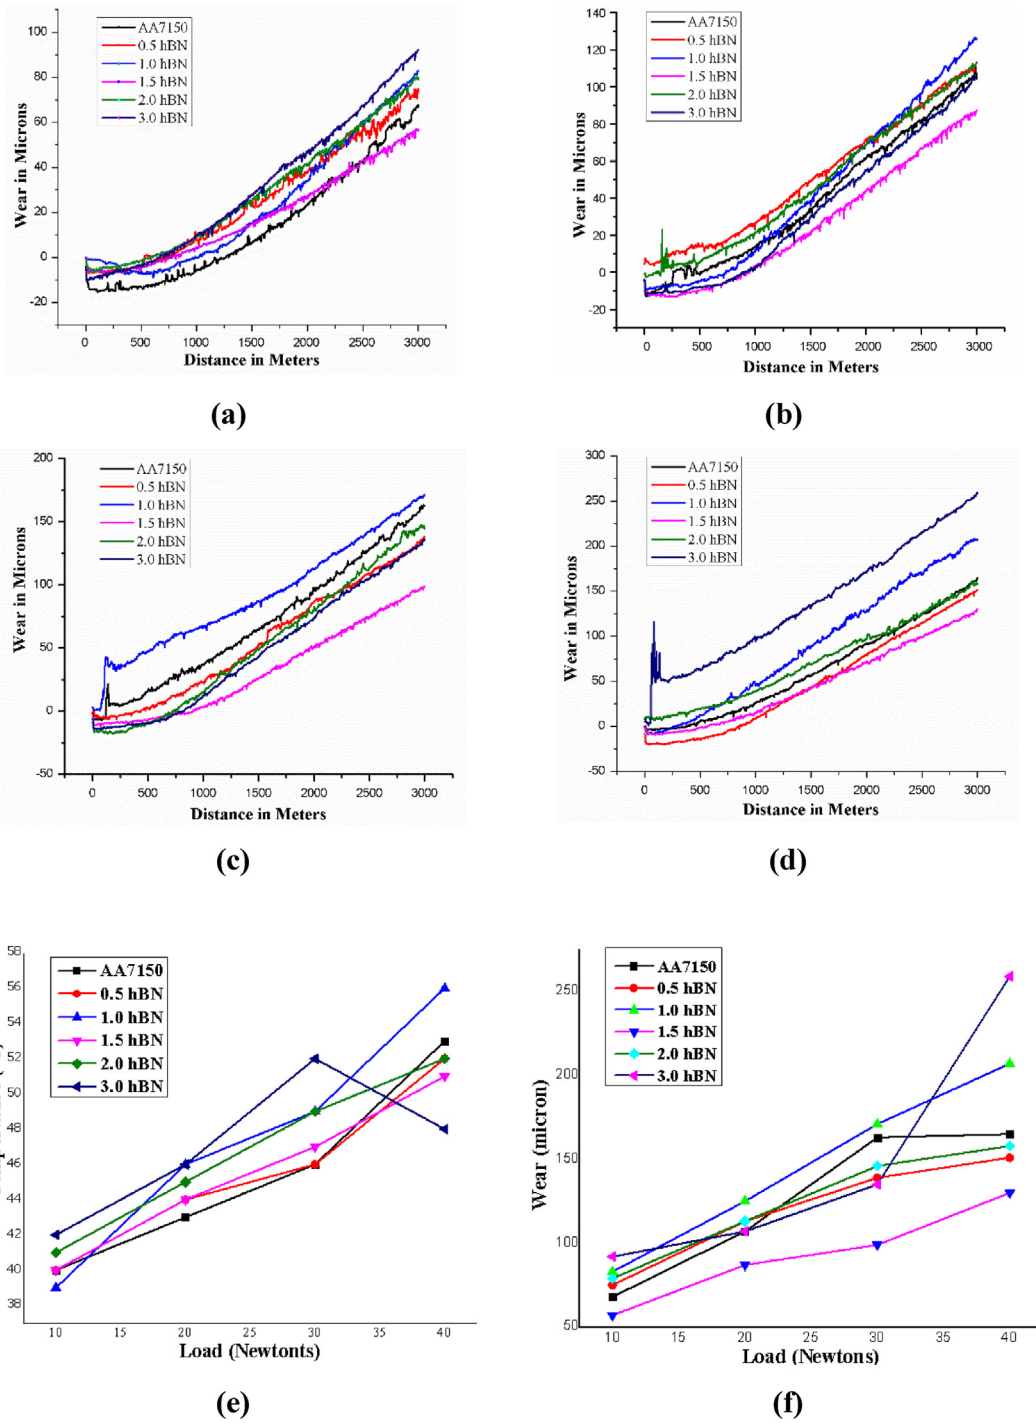 AA7150
0.5 hBN
1.0 hBN
1.5 hBN
2.0 hBN
3.0 hBN
100
80
60
40
20
0
-20
Wear in Microns
0 500 1000 1500 2000 2500 3000
Distance in Meters
(a)
AA7150
0.5 hBN
1.0 hBN
1.5 hBN
2.0 hBN
3.0 hBN
140
120
100
80
60
40
20
0
-20
Wear in Microns
0 500 1000 1500 2000 2500 3000
Distance in Meters
(b)
AA7150
0.5 hBN
1.0 hBN
1.5 hBN
2.0 hBN
3.0 hBN
200
150
100
50
0
-50
Wear in Microns
0 500 1000 1500 2000 2500 3000
Distance in Meters
(c)
AA7150
0.5 hBN
1.0 hBN
1.5 hBN
2.0 hBN
3.0 hBN
300
250
200
150
100
50
0
-50
Wear in Microns
0 500 1000 1500 2000 2500 3000
Distance in Meters
(d)
AA7150
0.5 hBN
1.0 hBN
1.5 hBN
2.0 hBN
3.0 hBN
58
56
54
52
50
48
46
44
42
40
38
10 15 20 25 30 35 40
Load (Newtonts)
(e)
AA7150
0.5 hBN
1.0 hBN
1.5 hBN
2.0 hBN
3.0 hBN
250
200
150
100
50
Wear (micron)
10 15 20 25 30 35 40
Load (Newtons)
(f)